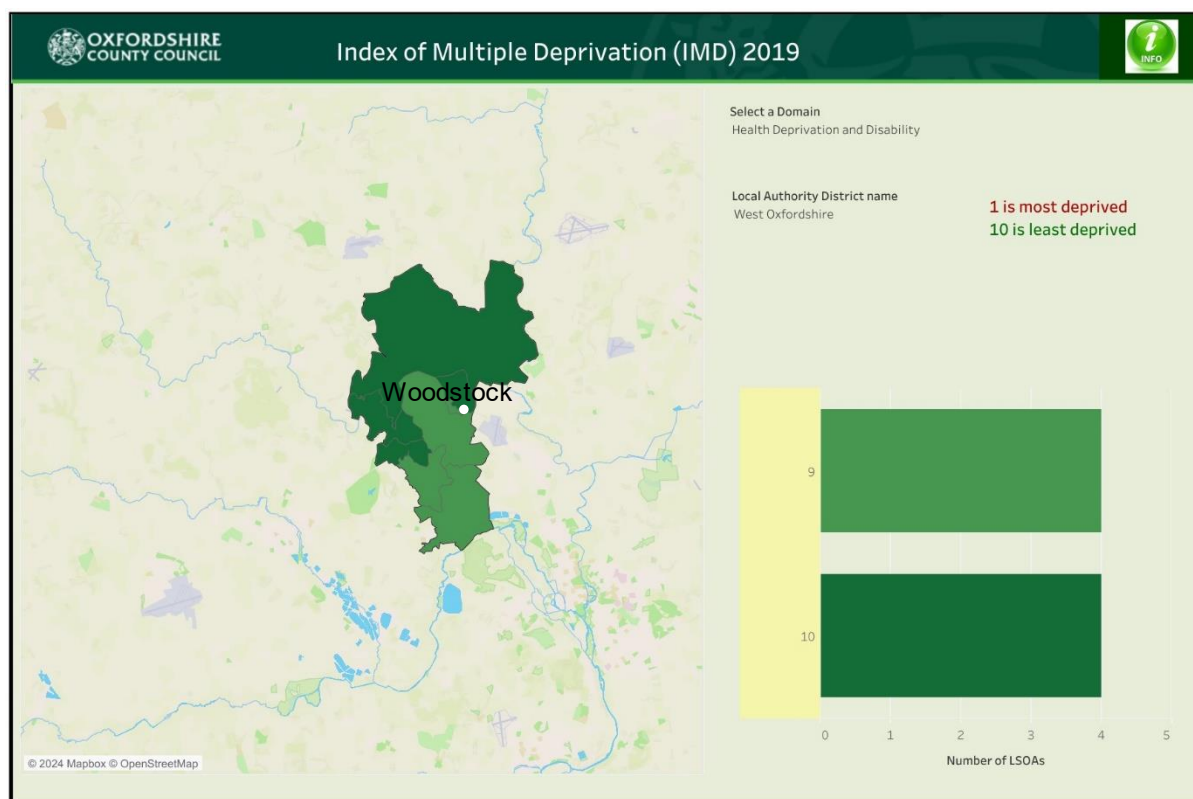 OXFORDSHIRE
COUNTY COUNCIL
Index of Multiple Deprivation (IMD) 2019
i
INFO
Select a Domain
Health Deprivation and Disability
Local Authority District name
West Oxfordshire
1 is most deprived
10 is least deprived
Woodstock
9
10
0 1 2 3 4 5
Number of LSOAs
© 2024 Mapbox © OpenStreetMap